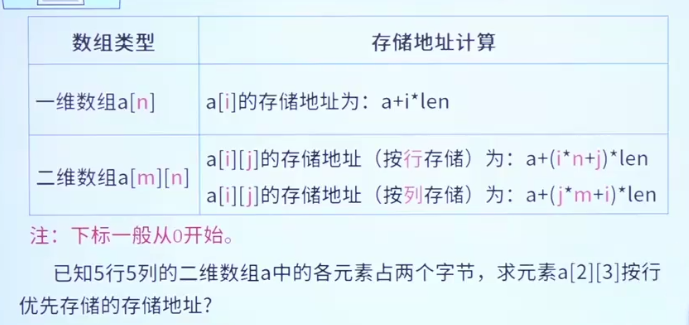 数组类型
存储地址计算
一维数组a[n]
a[i]的存储地址为：a+i*len
二维数组a[m][n]
a[i][j]的存储地址（按行存储）为：a+(i*n+j)*len
a[i][j]的存储地址（按列存储）为：a+(j*m+i)*len
注：下标一般从0开始。
已知5行5列的二维数组a中的各元素占两个字节，求元素a[2][3]按行
优先存储的存储地址?